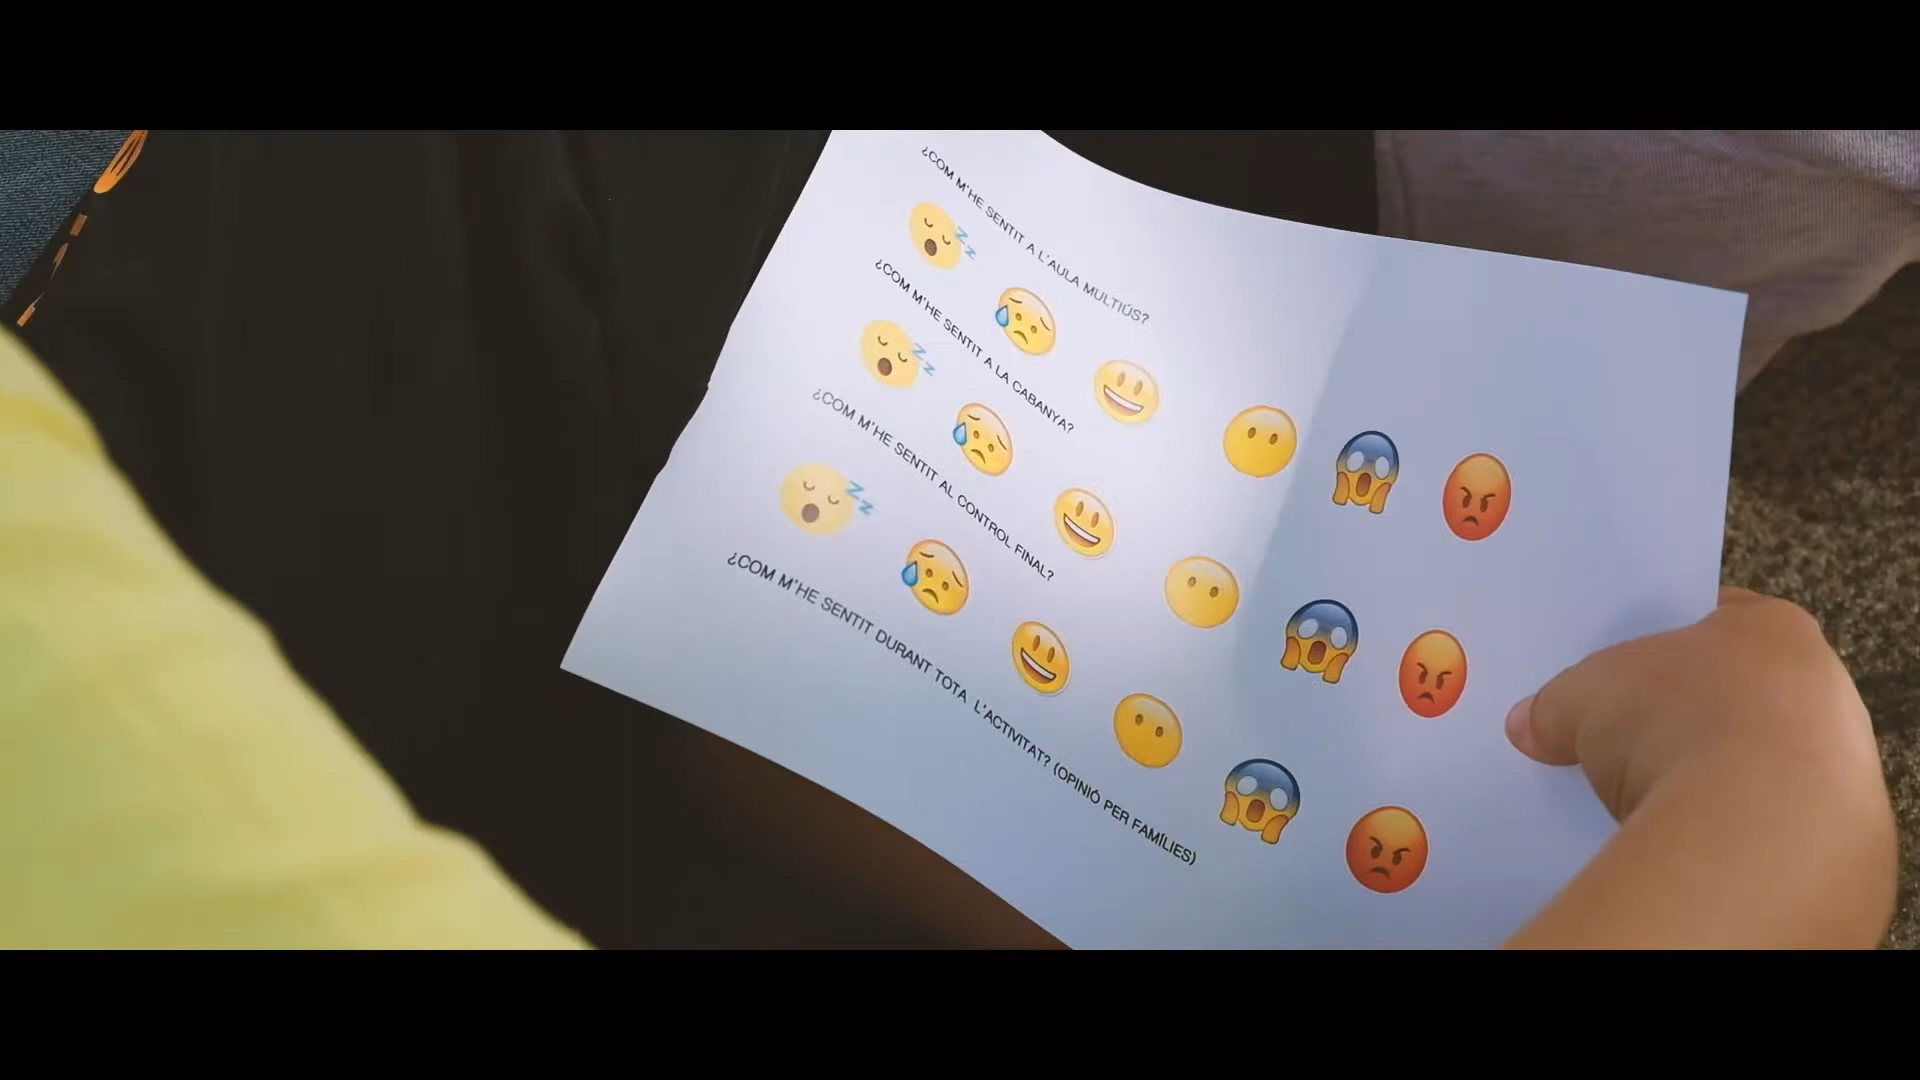 ¿COM M'HE SENTIT A L'AULA MULTIÚS?
¿COM M'HE SENTIT A LA CABANYA?
¿COM M'HE SENTIT AL CONTROL FINAL?
¿COM M'HE SENTIT DURANT TOTA L'ACTIVITAT? (OPINIÓ PER FAMÍLIES)